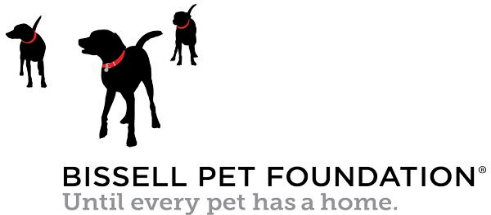 BISSELL PET FOUNDATION®
Until every pet has a home.